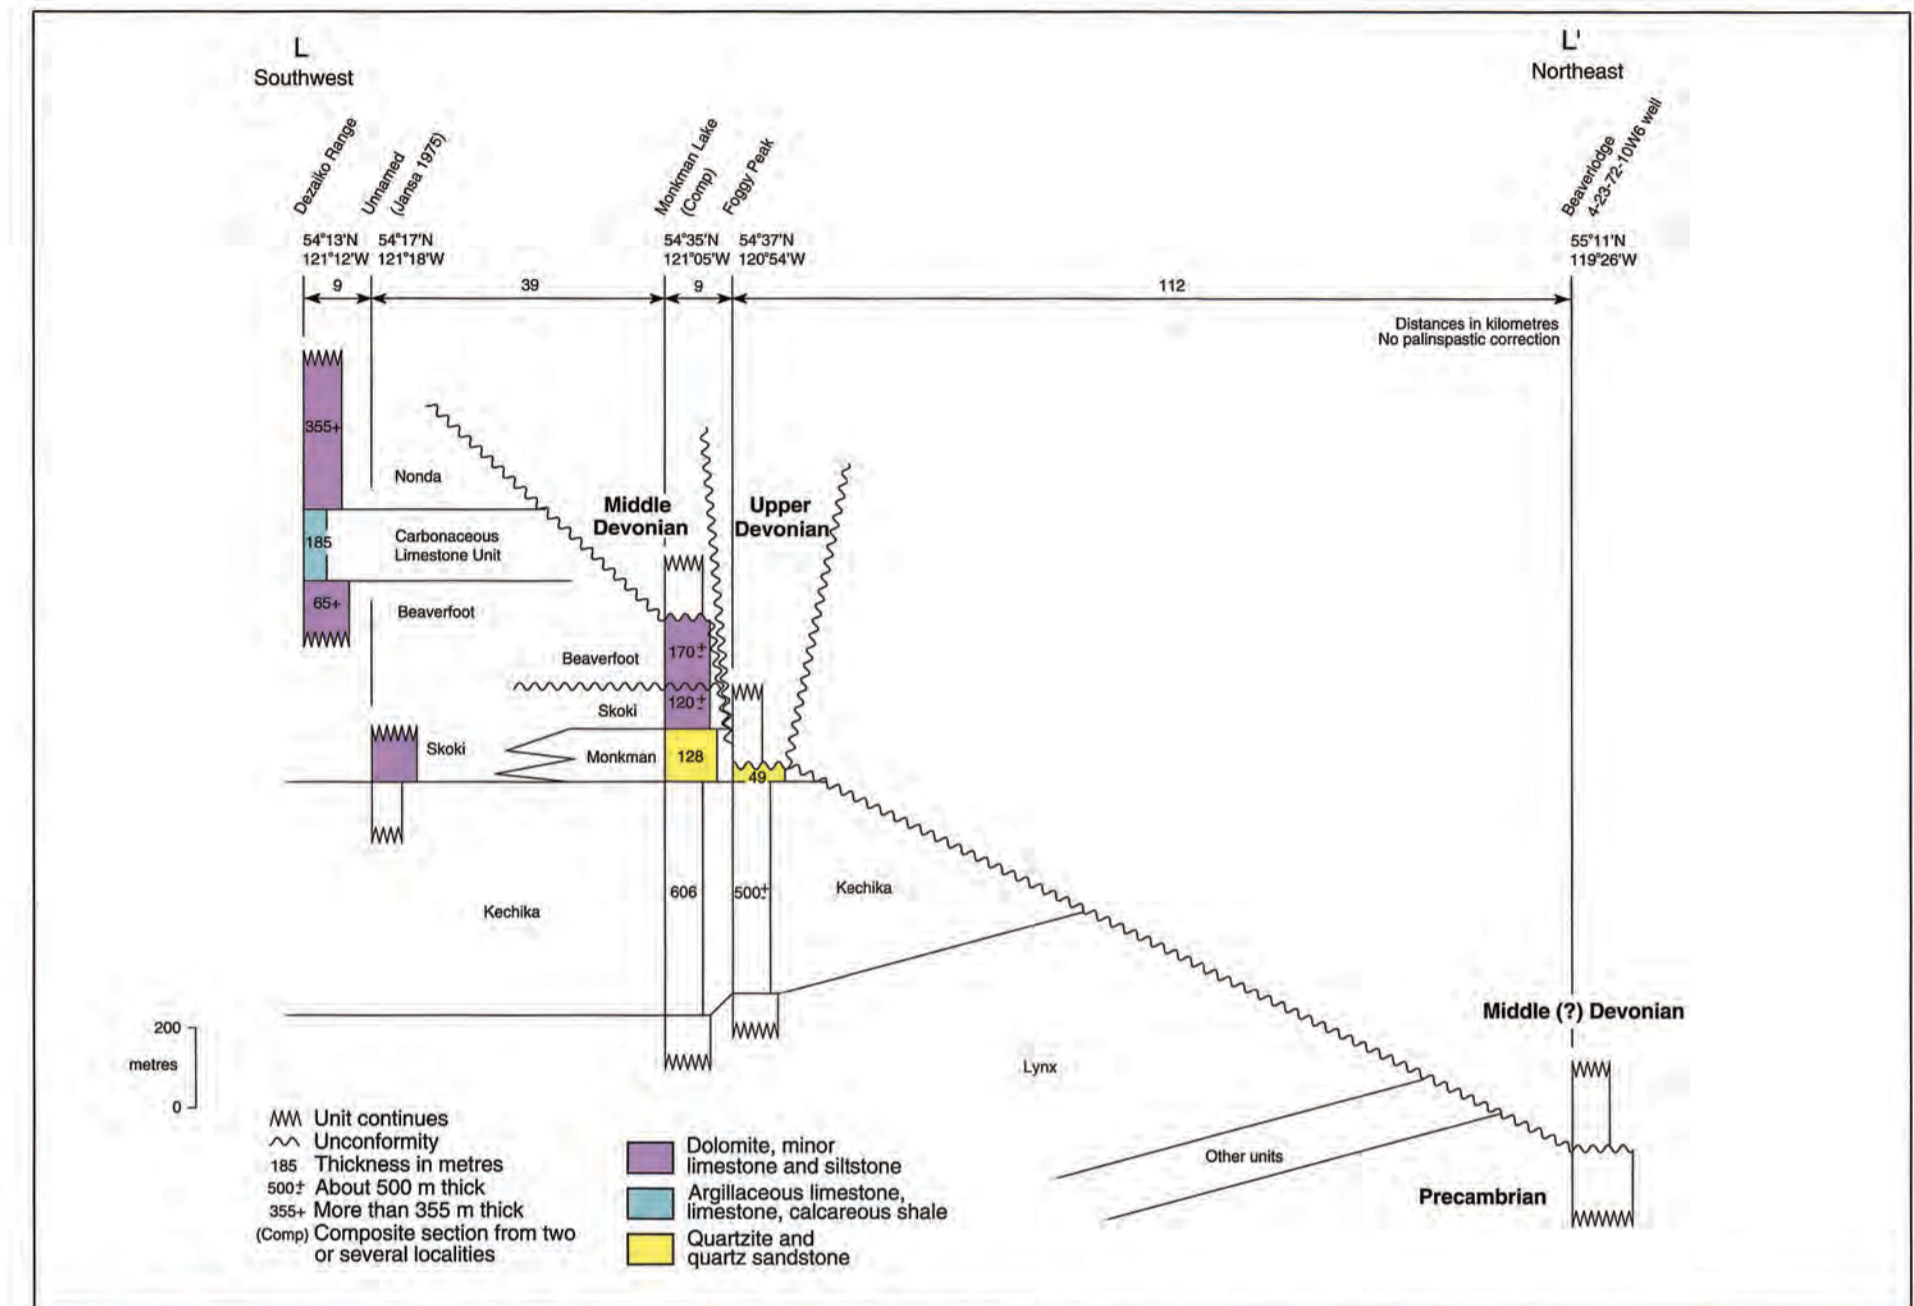 L
Southwest
L'
Northeast
Dezaiko Range
Unnamed
(Jansa 1975)
Monkman Lake
(Comp)
Foggy Peak
Beaverlodge
4-23-72-10W6 well
54°13'N
121°12'W
54°17'N
121°18'W
54°35'N
121°05'W
54°37'N
120°54'W
55°11'N
119°26'W
9
39
9
112
Distances in kilometres
No palinspastic correction
355+
Nonda
Middle
Devonian
Upper
Devonian
185
Carbonaceous
Limestone Unit
65+
Beaverfoot
Beaverfoot
170±
120±
Skoki
Skoki
Monkman
128
49
606
500±
Kechika
Kechika
Middle (?) Devonian
Lynx
Other units
Precambrian
200
metres
0
Unit continues
Unconformity
185 Thickness in metres
500± About 500 m thick
355+ More than 355 m thick
(Comp) Composite section from two
or several localities
Dolomite, minor
limestone and siltstone
Argillaceous limestone,
limestone, calcareous shale
Quartzite and
quartz sandstone